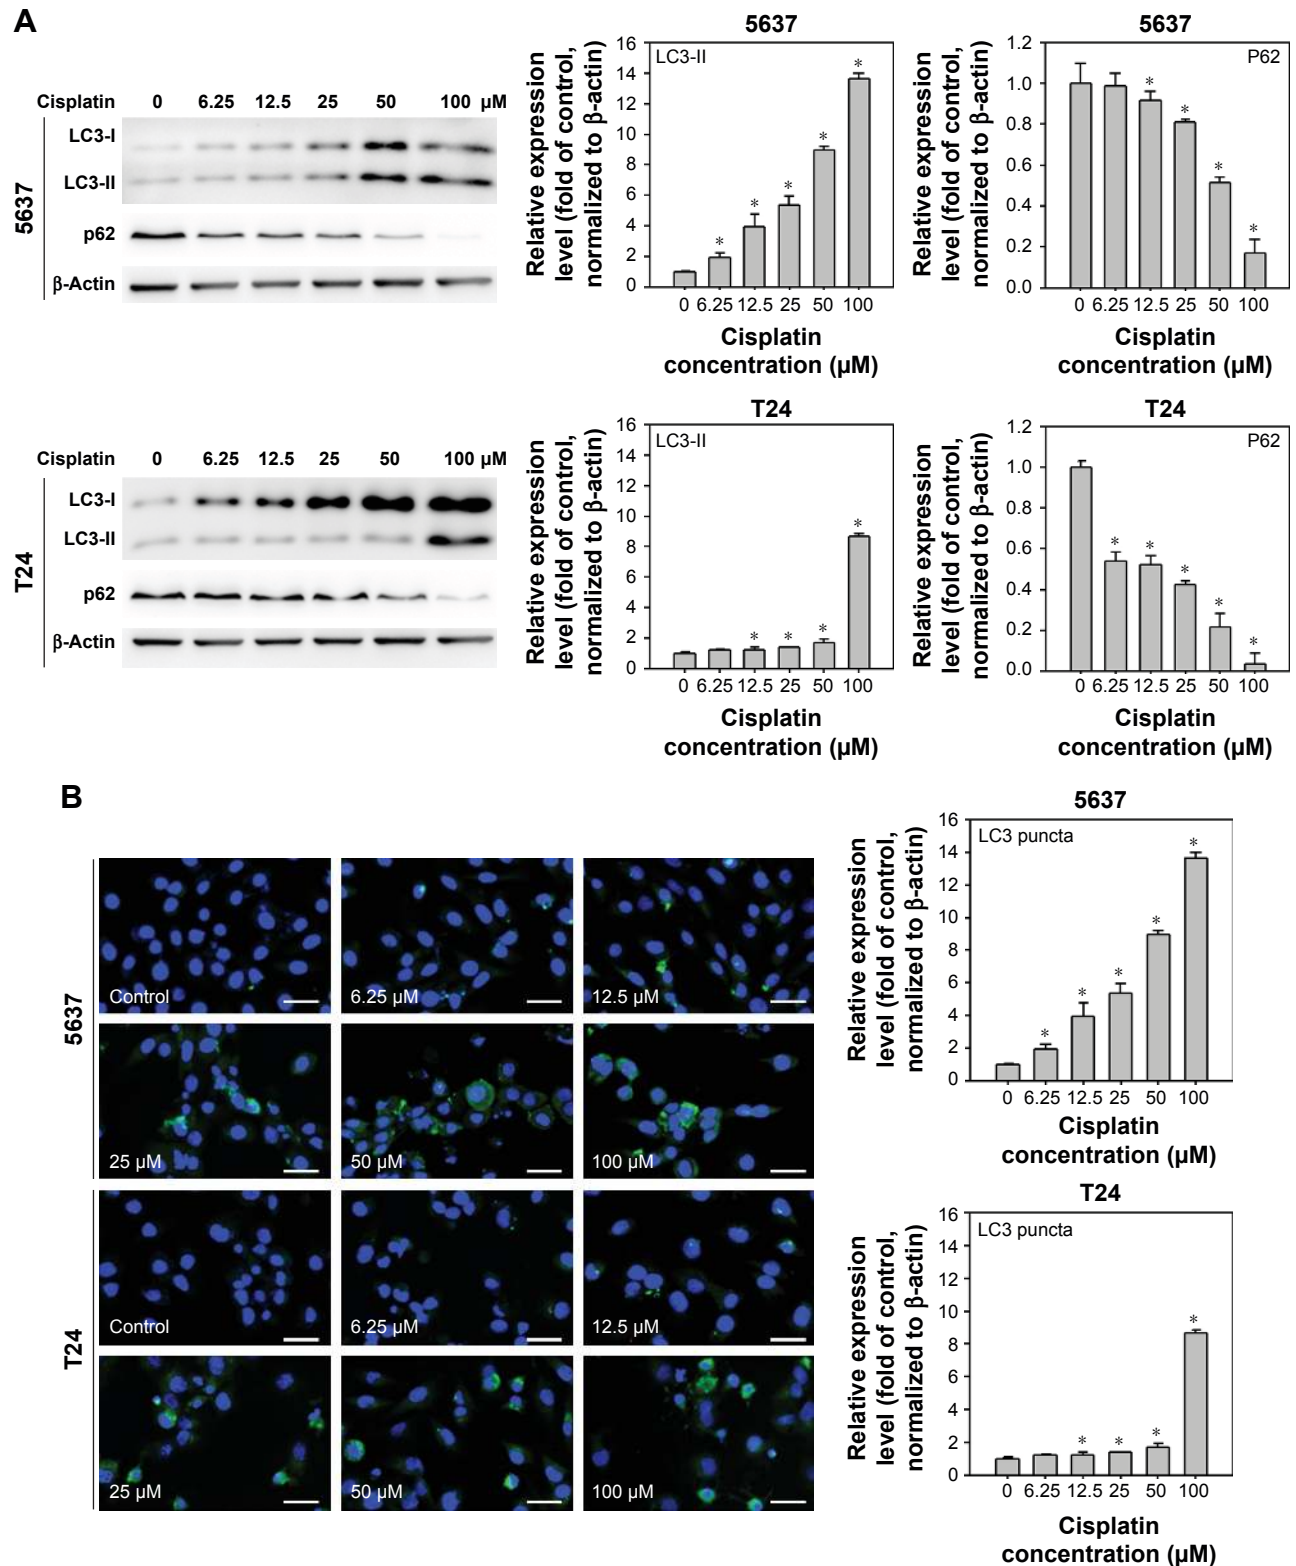 A
Cisplatin 0 6.25 12.5 25 50 100 µM
5637
LC3-I
LC3-II
p62
β-Actin
5637
LC3-II
Relative expression
level (fold of control,
normalized to β-actin)
16
14
12
10
8
6
4
2
0
* * * * *
0 6.25 12.5 25 50 100
Cisplatin
concentration (µM)
5637
P62
Relative expression
level (fold of control,
normalized to β-actin)
1.2
1.0
0.8
0.6
0.4
0.2
0.0
* * * *
0 6.25 12.5 25 50 100
Cisplatin
concentration (µM)
Cisplatin 0 6.25 12.5 25 50 100 µM
T24
LC3-I
LC3-II
p62
β-Actin
T24
LC3-II
Relative expression
level (fold of control,
normalized to β-actin)
16
14
12
10
8
6
4
2
0
* * * *
0 6.25 12.5 25 50 100
Cisplatin
concentration (µM)
T24
P62
Relative expression
level (fold of control,
normalized to β-actin)
1.2
1.0
0.8
0.6
0.4
0.2
0.0
* * * * *
0 6.25 12.5 25 50 100
Cisplatin
concentration (µM)
B
5637
Control 6.25 µM 12.5 µM
25 µM 50 µM 100 µM
T24
Control 6.25 µM 12.5 µM
25 µM 50 µM 100 µM
5637
LC3 puncta
Relative expression
level (fold of control,
normalized to β-actin)
16
14
12
10
8
6
4
2
0
* * * * *
0 6.25 12.5 25 50 100
Cisplatin
concentration (µM)
T24
LC3 puncta
Relative expression
level (fold of control,
normalized to β-actin)
16
14
12
10
8
6
4
2
0
* * * *
0 6.25 12.5 25 50 100
Cisplatin
concentration (µM)